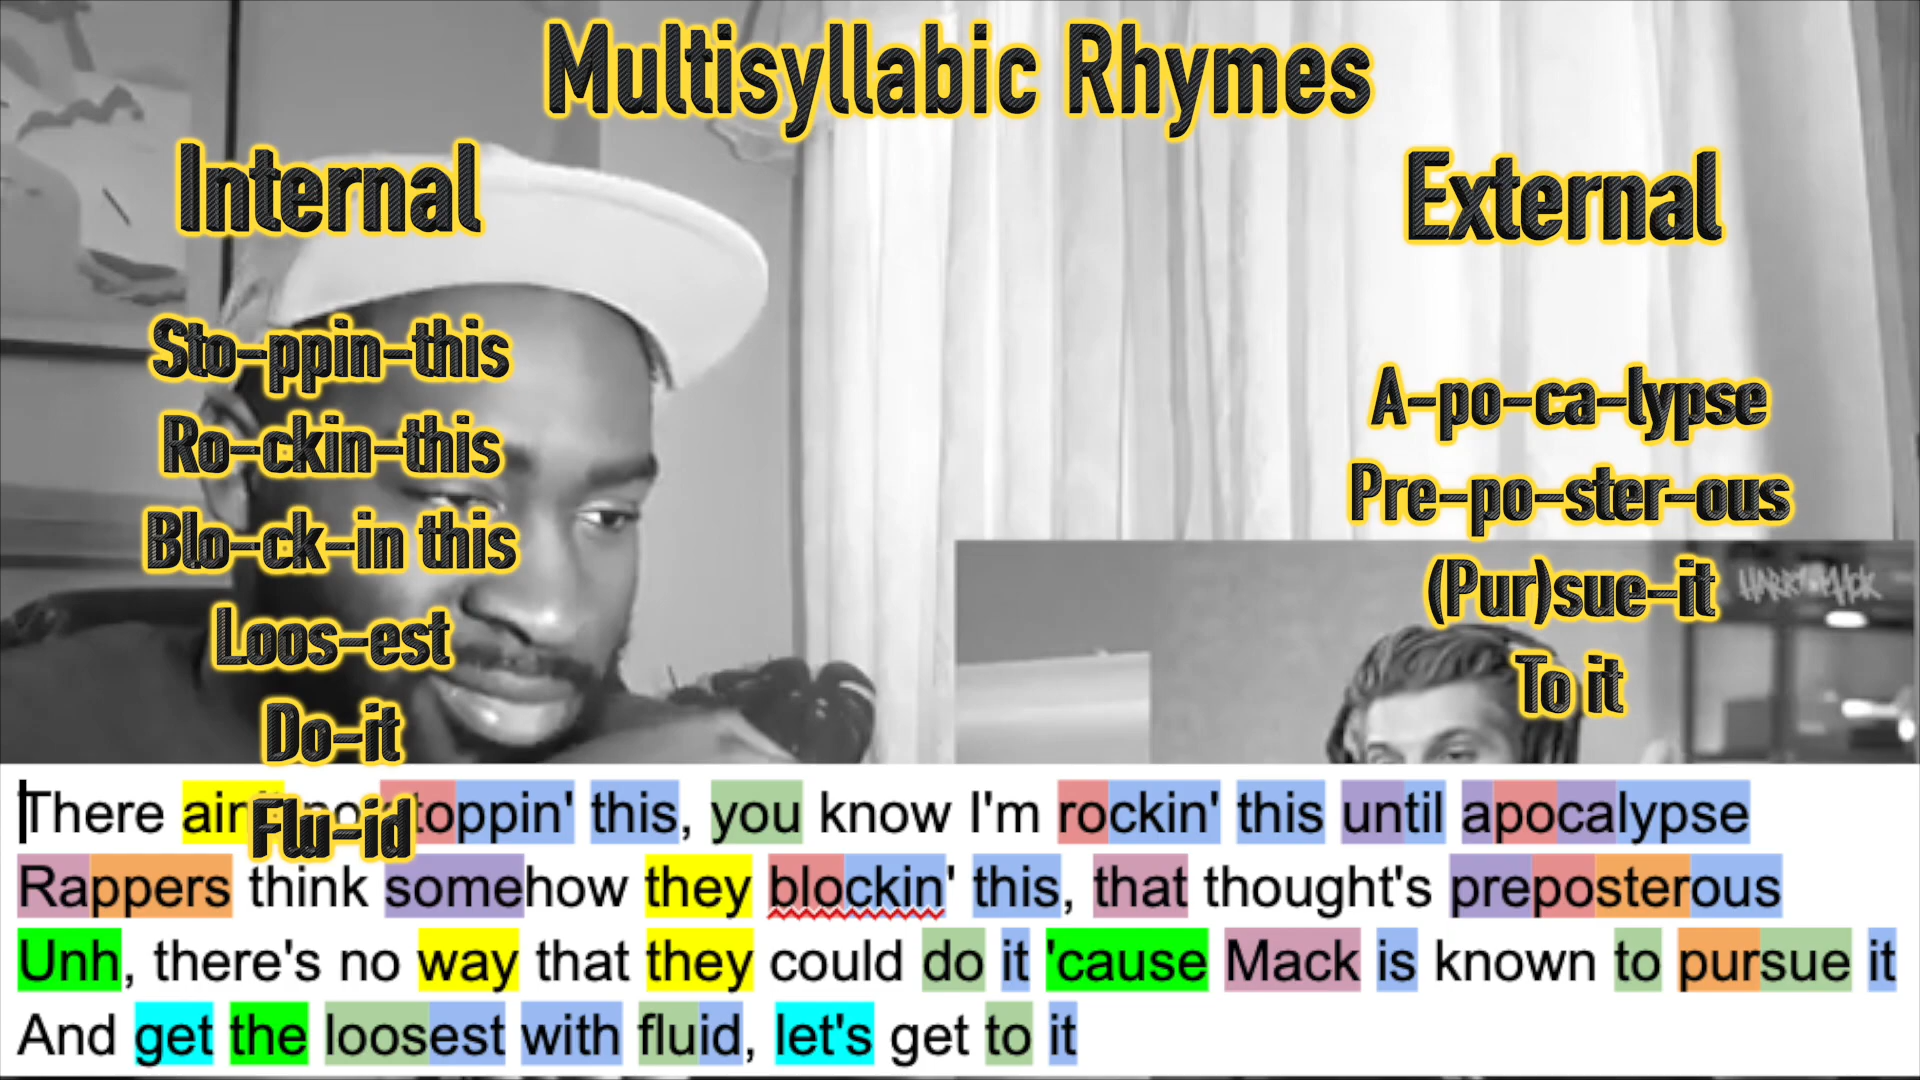 Multisyllabic Rhymes
Internal
External
Sto-ppin-this
Ro-ckin-this
Blo-ck-in this
Loos-est
Do-it
Flu-id
A-po-ca-lypse
Pre-po-ster-ous
(Pur)sue-it
To it
HARRY MACK
There ain't no stoppin' this, you know I'm rockin' this until apocalypse
Rappers think somehow they blockin' this, that thought's preposterous
Unh, there's no way that they could do it 'cause Mack is known to pursue it
And get the loosest with fluid, let's get to it